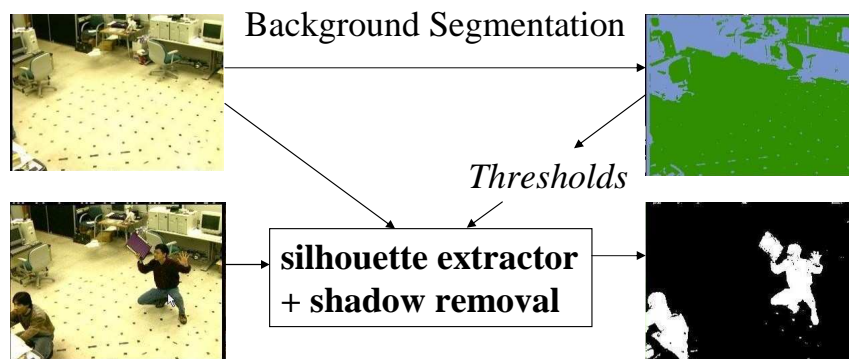 Background Segmentation
Thresholds
silhouette extractor
+ shadow removal